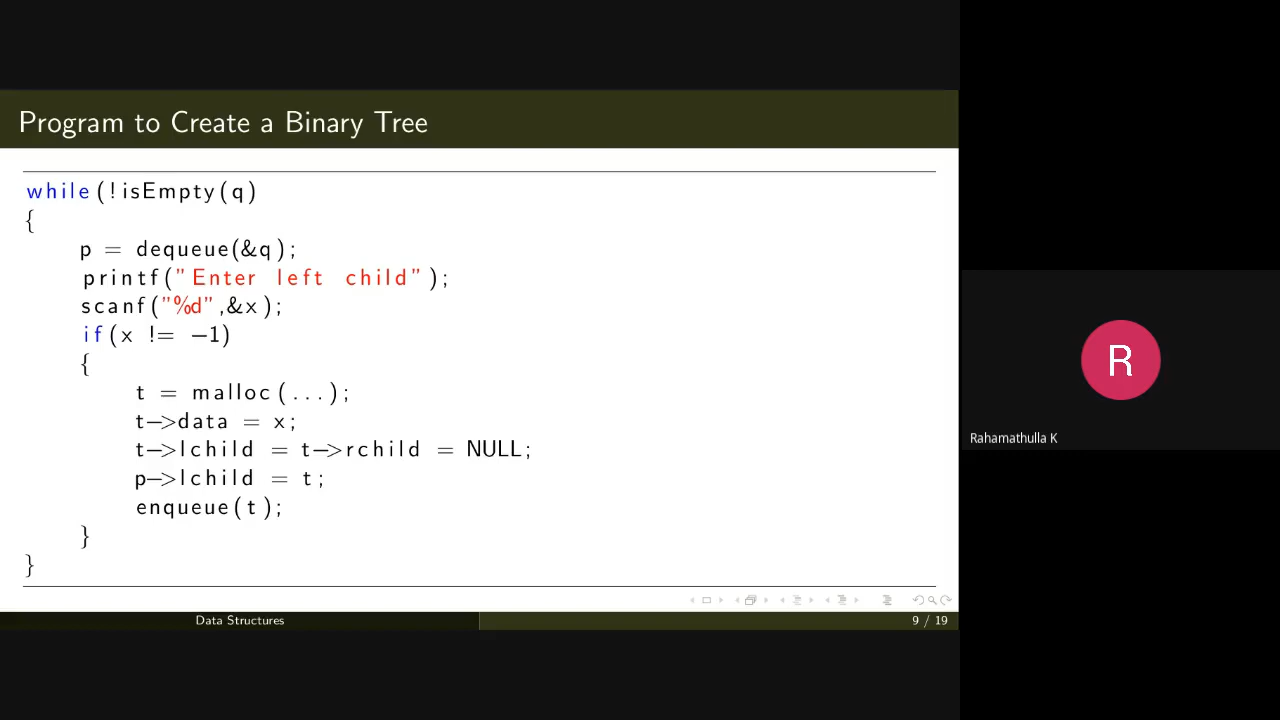 Program to Create a Binary Tree
while(!isEmpty(q)
{
p = dequeue(&q);
printf("Enter left child");
scanf("%d",&x);
if(x != -1)
{
t = malloc(...);
t->data = x;
t->lchild = t->rchild = NULL;
p->lchild = t;
enqueue(t);
}
}
Data Structures
9 / 19
R
Rahamathulla K